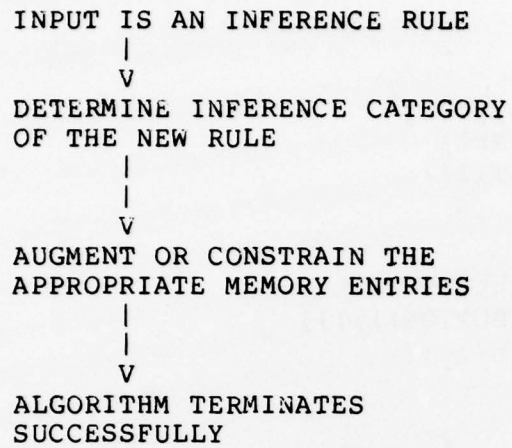 INPUT IS AN INFERENCE RULE
DETERMINE INFERENCE CATEGORY
OF THE NEW RULE
AUGMENT OR CONSTRAIN THE
APPROPRIATE MEMORY ENTRIES
ALGORITHM TERMINATES
SUCCESSFULLY